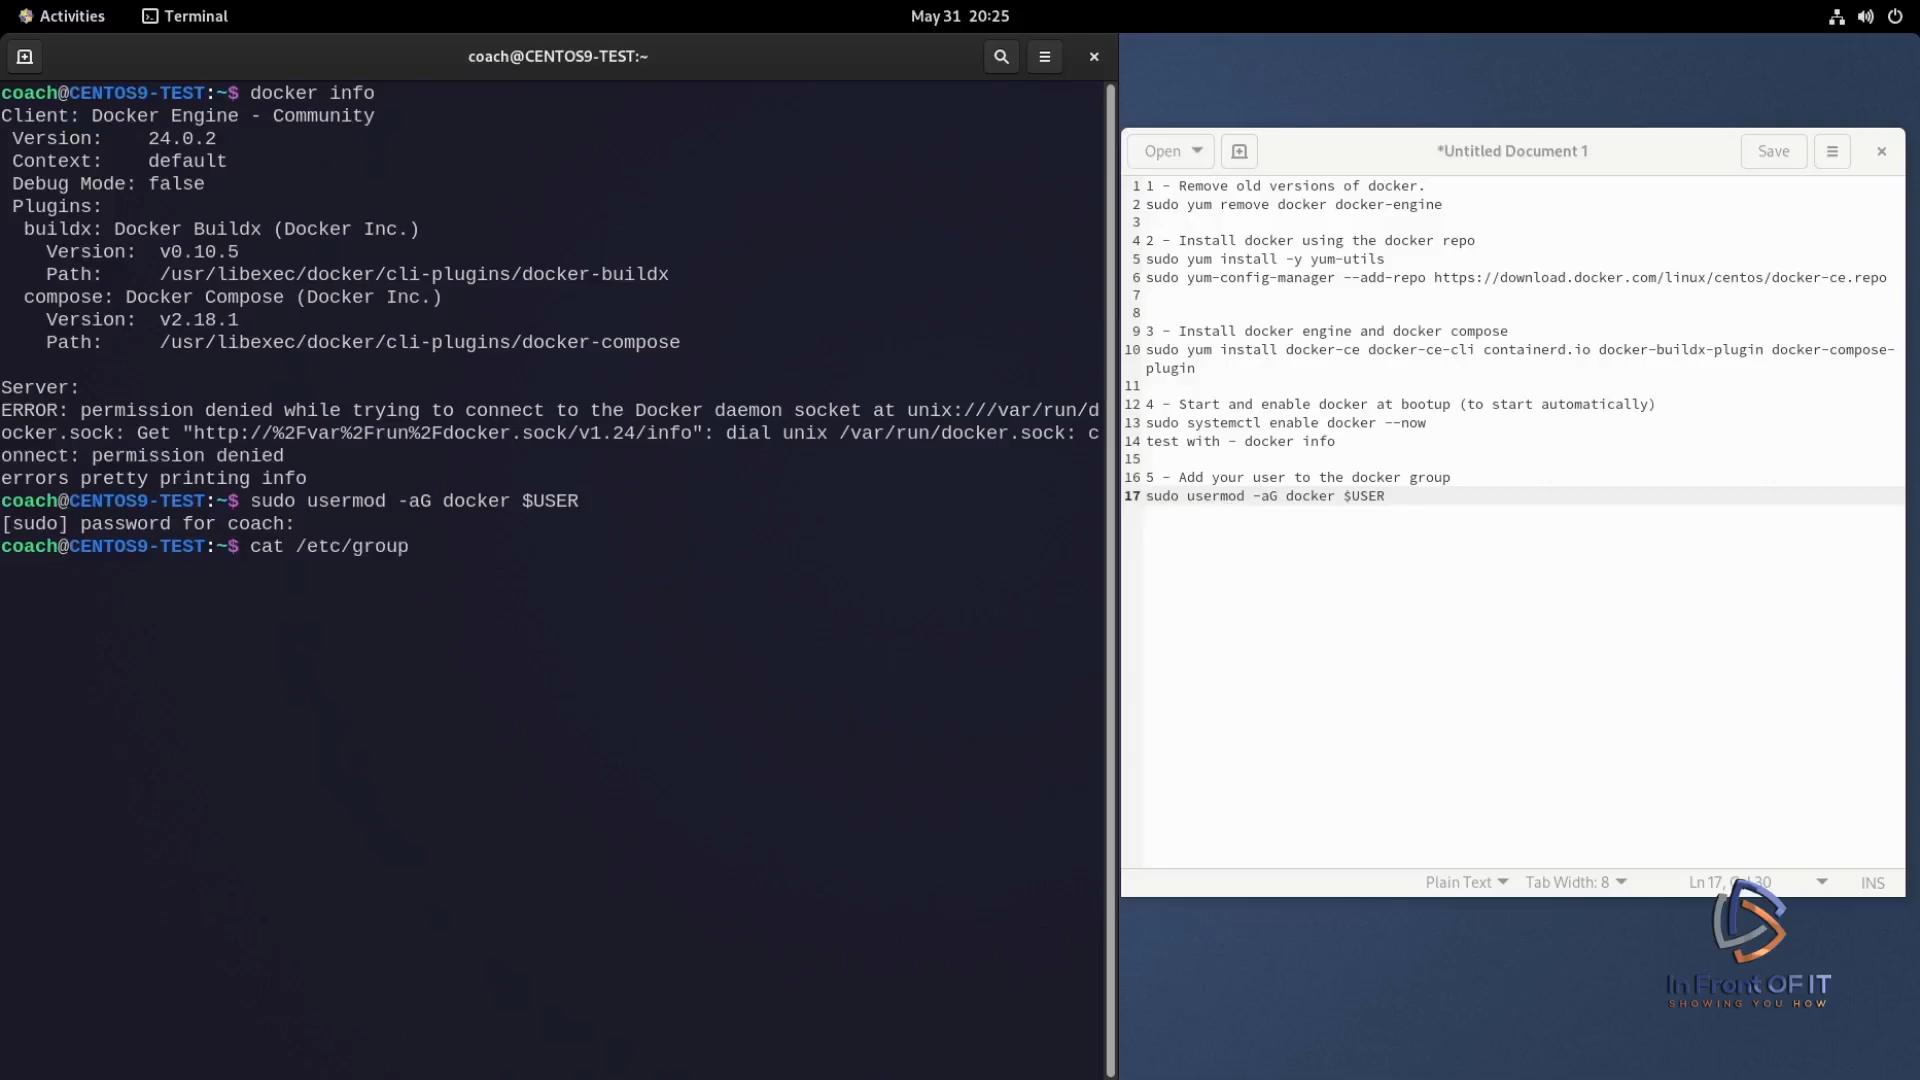 Activities
Terminal
May 31 20:25
coach@CENTOS9-TEST:~
coach@CENTOS9-TEST:~$ docker info
Client: Docker Engine - Community
Version: 24.0.2
Context: default
Debug Mode: false
Plugins:
buildx: Docker Buildx (Docker Inc.)
Version: v0.10.5
Path: /usr/libexec/docker/cli-plugins/docker-buildx
compose: Docker Compose (Docker Inc.)
Version: v2.18.1
Path: /usr/libexec/docker/cli-plugins/docker-compose
Server:
ERROR: permission denied while trying to connect to the Docker daemon socket at unix:///var/run/d
ocker.sock: Get "http://%2Fvar%2Frun%2Fdocker.sock/v1.24/info": dial unix /var/run/docker.sock: c
onnect: permission denied
errors pretty printing info
coach@CENTOS9-TEST:~$ sudo usermod -aG docker $USER
[sudo] password for coach:
coach@CENTOS9-TEST:~$ cat /etc/group
Open
*Untitled Document 1
Save
1 1 - Remove old versions of docker.
2 sudo yum remove docker docker-engine
3
4 2 - Install docker using the docker repo
5 sudo yum install -y yum-utils
6 sudo yum-config-manager --add-repo https://download.docker.com/linux/centos/docker-ce.repo
7
8
9 3 - Install docker engine and docker compose
10 sudo yum install docker-ce docker-ce-cli containerd.io docker-buildx-plugin docker-compose-
plugin
11
12 4 - Start and enable docker at bootup (to start automatically)
13 sudo systemctl enable docker --now
14 test with - docker info
15
16 5 - Add your user to the docker group
17 sudo usermod -aG docker $USER
Plain Text
Tab Width: 8
Ln 17, Col 30
INS
In Front OF IT
SHOWING YOU HOW